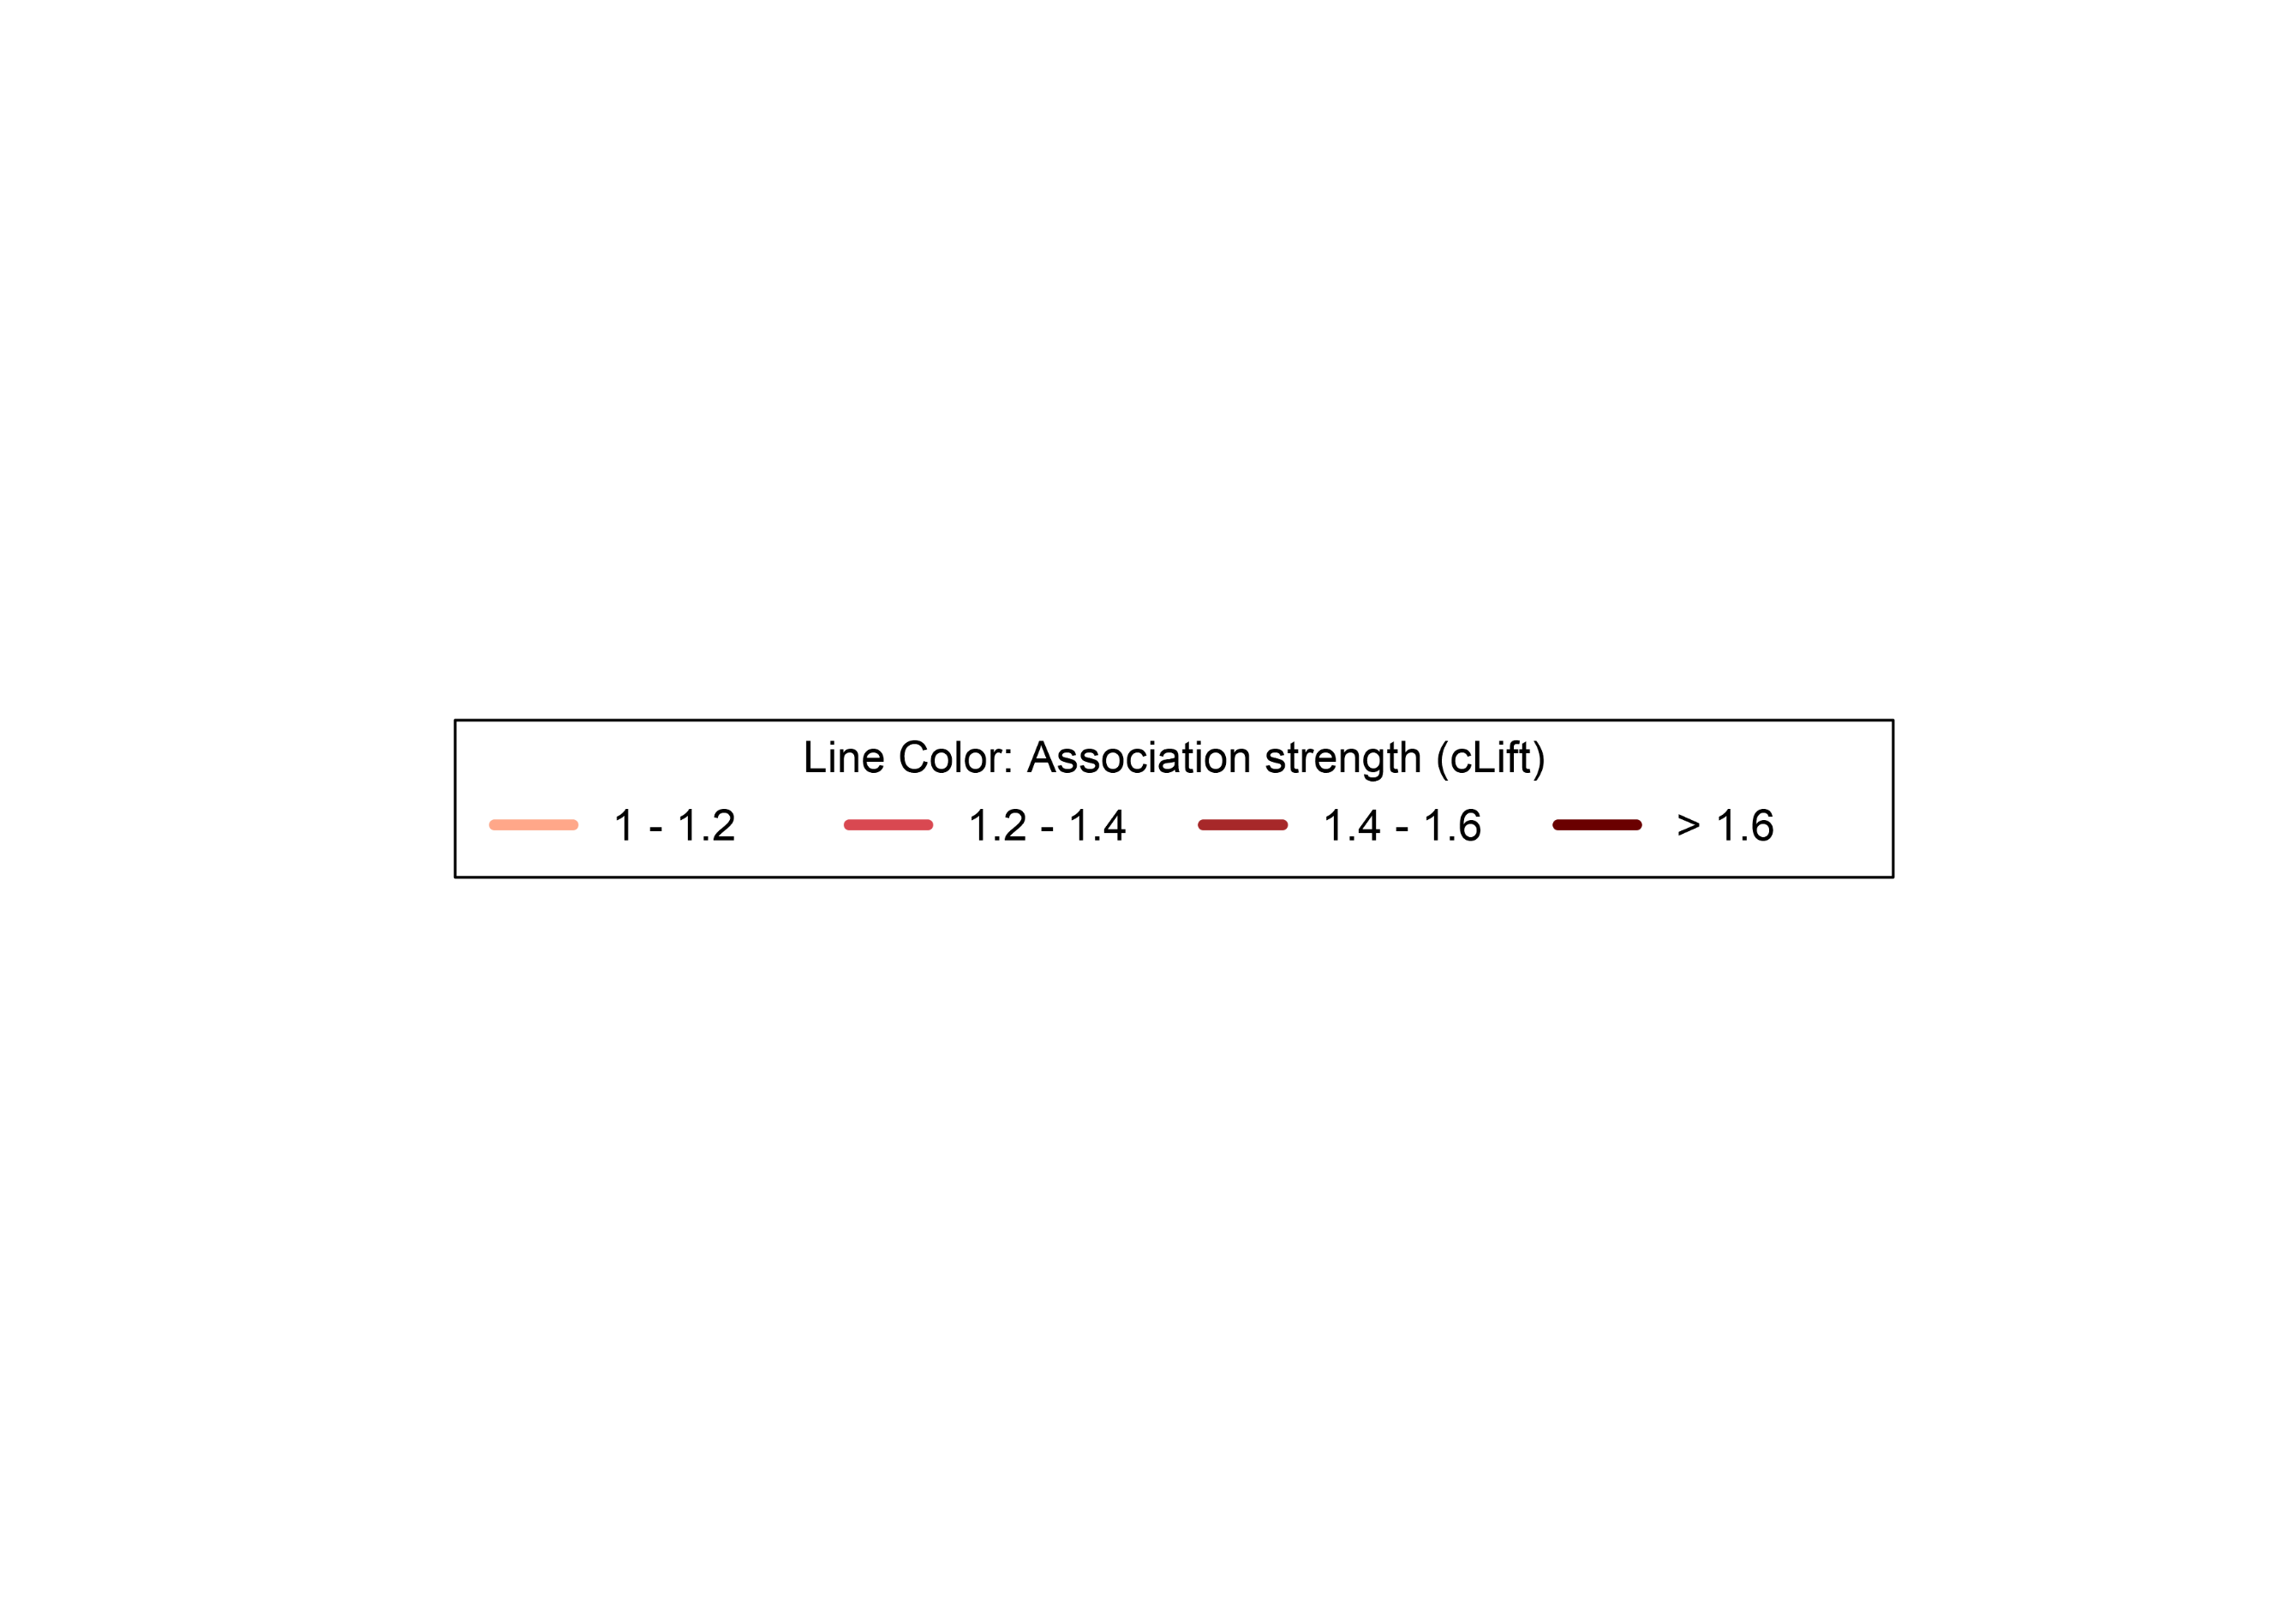 Line Color: Association strength (cLift)
1 - 1.2 1.2 - 1.4 1.4 - 1.6 > 1.6